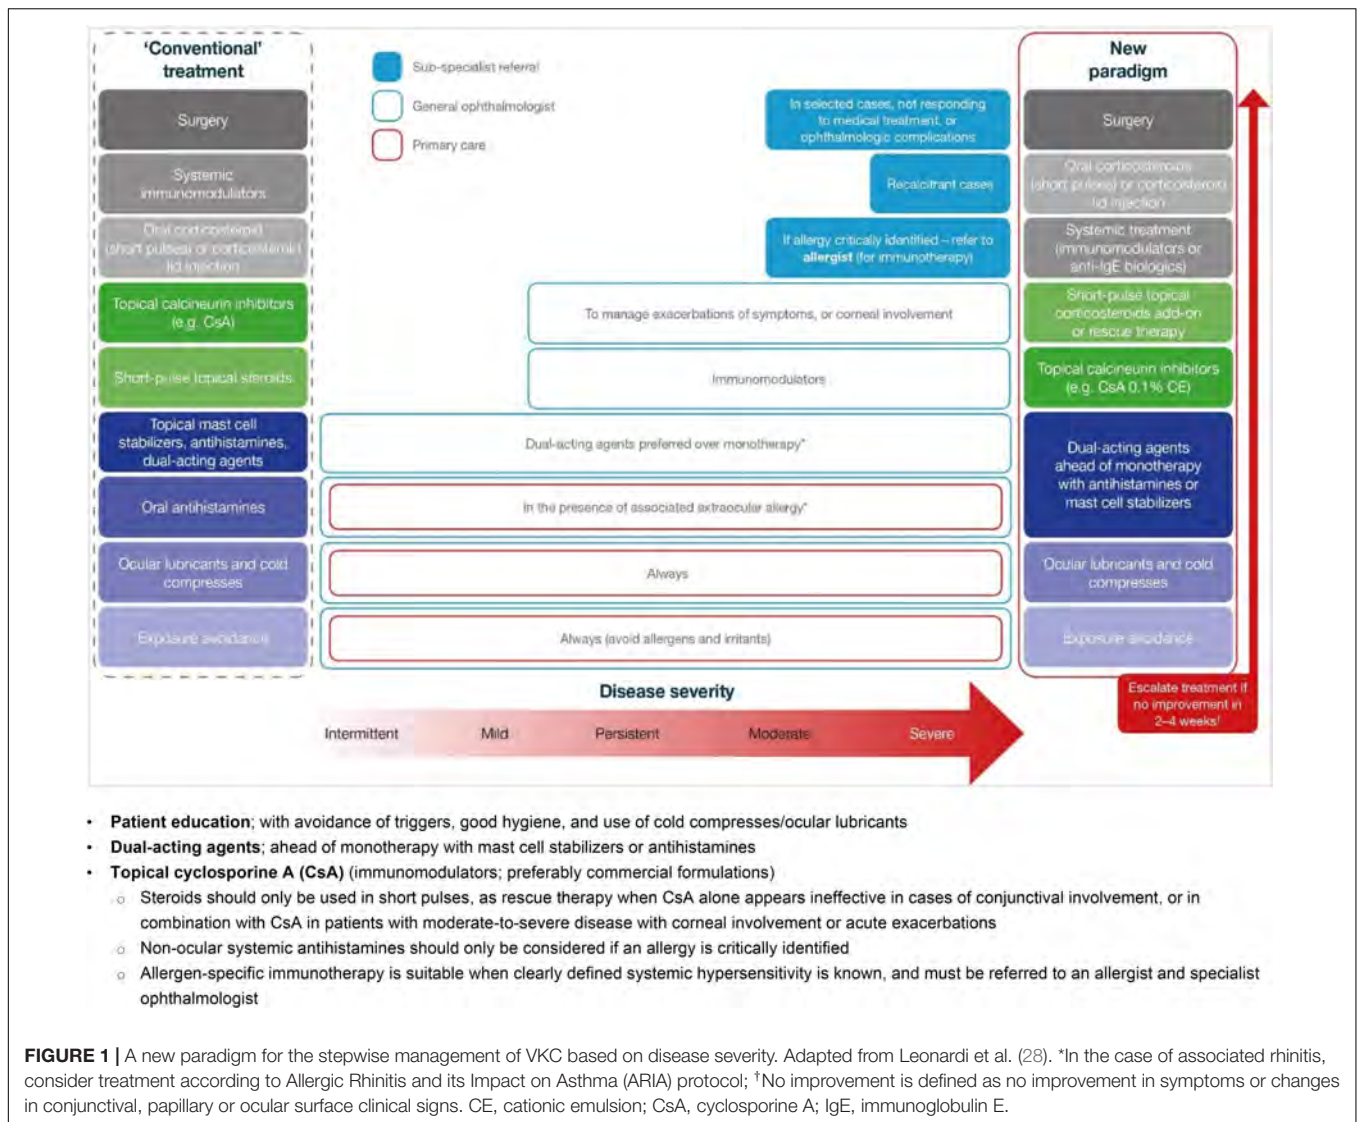 'Conventional'
treatment
Surgery
Systemic
immunomodulators
Oral corticosteroid
(short pulses) or corticosteroid
lid injection
Topical calcineurin inhibitors
(e.g. CsA)
Short-pulse topical steroids
Topical mast cell
stabilizers, antihistamines,
dual-acting agents
Oral antihistamines
Ocular lubricants and cold
compresses
Exposure avoidance
Sub-specialist referral
General ophthalmologist
Primary care
In selected cases, not responding
to medical treatment, or
ophthalmologic complications
Recalcitrant cases
If allergy critically identified – refer to
allergist (for immunotherapy)
To manage exacerbations of symptoms, or corneal involvement
Immunomodulators
Dual-acting agents preferred over monotherapy*
In the presence of associated extraocular allergy*
Always
Always (avoid allergens and irritants)
New
paradigm
Surgery
Oral corticosteroids
(short pulses) or corticosteroid
lid injection
Systemic treatment
(immunomodulators or
anti-IgE biologics)
Short-pulse topical
corticosteroids add-on
or rescue therapy
Topical calcineurin inhibitors
(e.g. CsA 0.1% CE)
Dual-acting agents
ahead of monotherapy
with antihistamines or
mast cell stabilizers
Ocular lubricants and cold
compresses
Exposure avoidance
Escalate treatment if
no improvement in
2–4 weeks†
Disease severity
Intermittent Mild Persistent Moderate Severe
• Patient education; with avoidance of triggers, good hygiene, and use of cold compresses/ocular lubricants
• Dual-acting agents; ahead of monotherapy with mast cell stabilizers or antihistamines
• Topical cyclosporine A (CsA) (immunomodulators; preferably commercial formulations)
○ Steroids should only be used in short pulses, as rescue therapy when CsA alone appears ineffective in cases of conjunctival involvement, or in
combination with CsA in patients with moderate-to-severe disease with corneal involvement or acute exacerbations
○ Non-ocular systemic antihistamines should only be considered if an allergy is critically identified
○ Allergen-specific immunotherapy is suitable when clearly defined systemic hypersensitivity is known, and must be referred to an allergist and specialist
ophthalmologist
FIGURE 1 | A new paradigm for the stepwise management of VKC based on disease severity. Adapted from Leonardi et al. (28). *In the case of associated rhinitis,
consider treatment according to Allergic Rhinitis and its Impact on Asthma (ARIA) protocol; †No improvement is defined as no improvement in symptoms or changes
in conjunctival, papillary or ocular surface clinical signs. CE, cationic emulsion; CsA, cyclosporine A; IgE, immunoglobulin E.